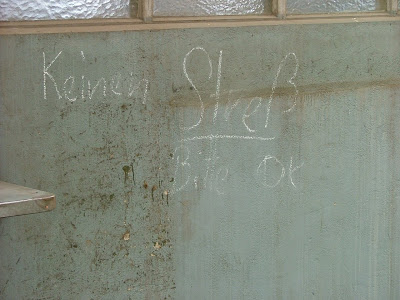 Keinen Streß
Bitte Ok